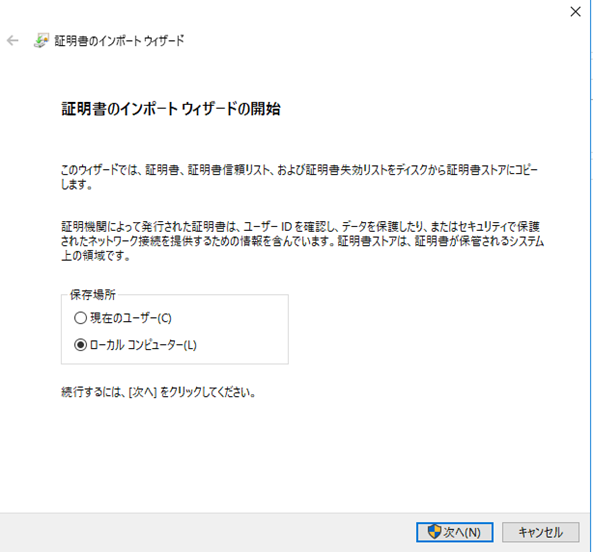 証明書のインポート ウィザード
証明書のインポート ウィザードの開始
このウィザードでは、証明書、証明書信頼リスト、および証明書失効リストをディスクから証明書ストアにコピー
します。
証明機関によって発行された証明書は、ユーザー ID を確認し、データを保護したり、またはセキュリティで保護
されたネットワーク接続を提供するための情報を含んでいます。証明書ストアは、証明書が保管されるシステム
上の領域です。
保存場所
現在のユーザー(C)
ローカル コンピューター(L)
続行するには、[次へ] をクリックしてください。
次へ(N)
キャンセル